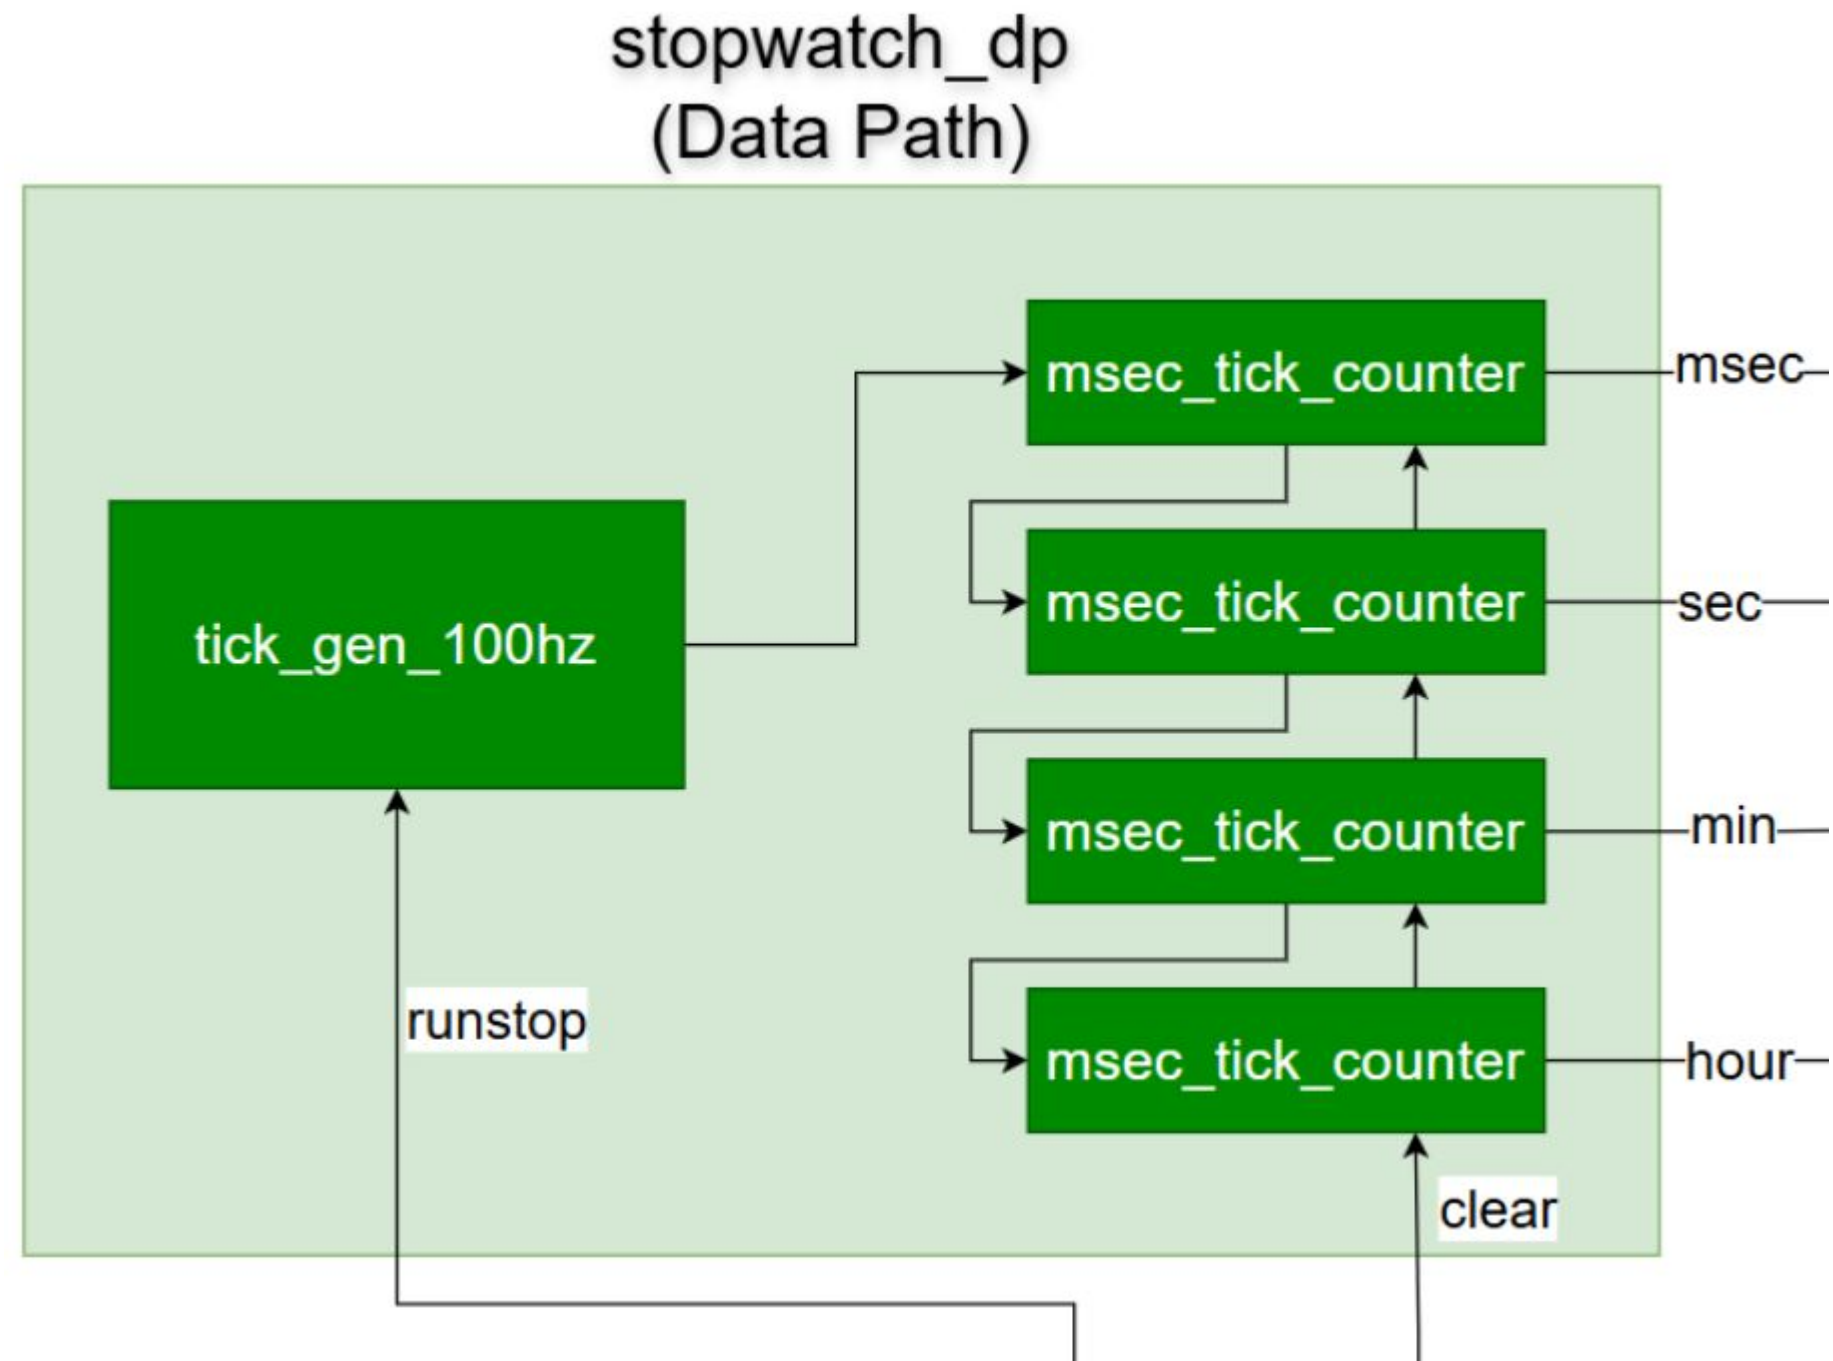 stopwatch_dp
(Data Path)
msec_tick_counter
msec
tick_gen_100hz
msec_tick_counter
sec
msec_tick_counter
min
runstop
msec_tick_counter
hour
clear